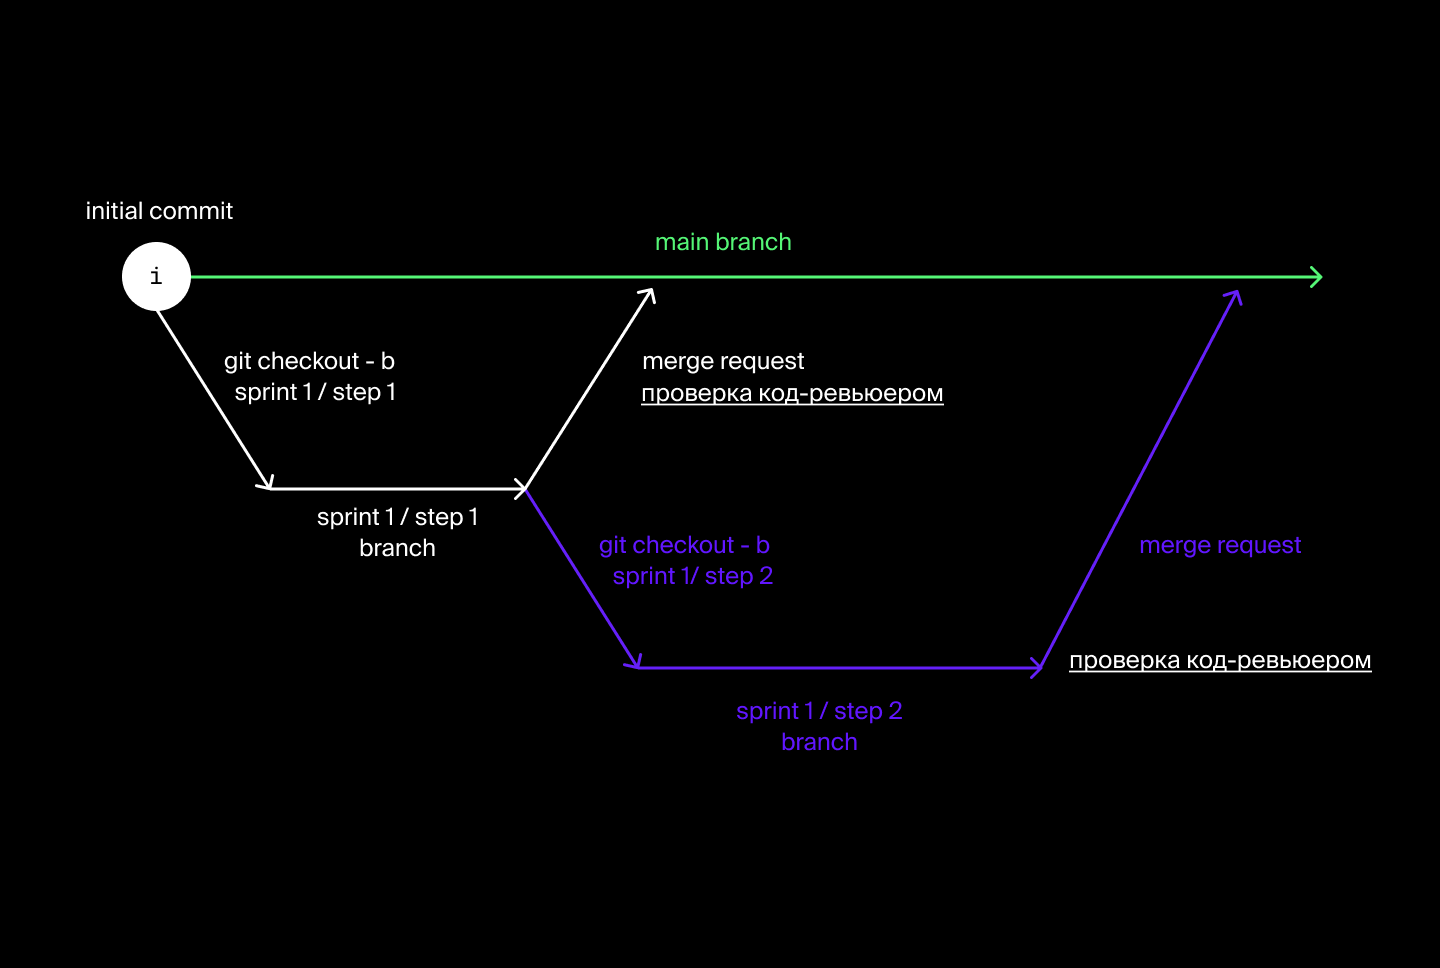 initial commit
main branch
i
git checkout - b
sprint 1 / step 1
merge request
проверка код-ревьюером
sprint 1 / step 1
branch
git checkout - b
sprint 1/ step 2
merge request
проверка код-ревьюером
sprint 1 / step 2
branch